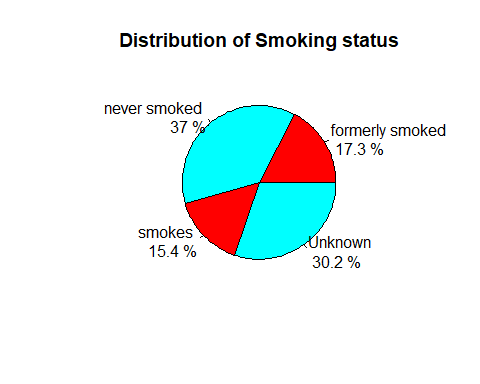 Distribution of Smoking status
never smoked
37 %
formerly smoked
17.3 %
smokes
15.4 %
Unknown
30.2 %